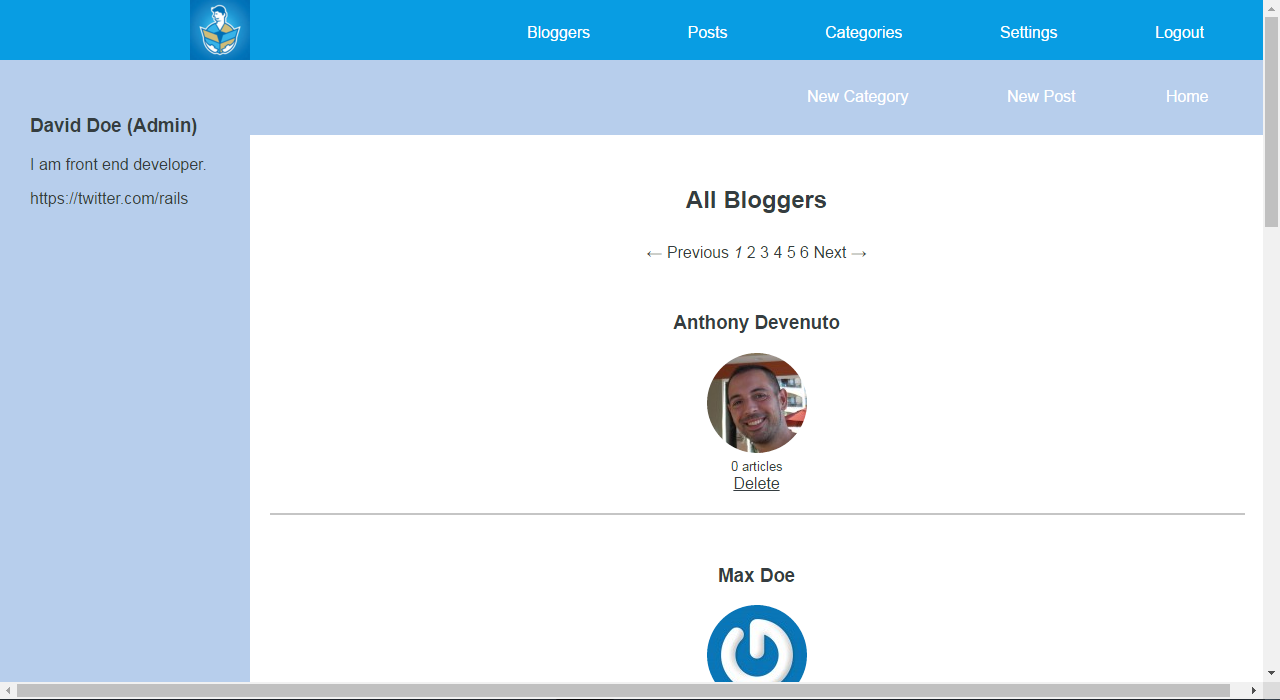 Bloggers Posts Categories Settings Logout
New Category New Post Home
David Doe (Admin)
I am front end developer.
https://twitter.com/rails
All Bloggers
← Previous 1 2 3 4 5 6 Next →
Anthony Devenuto
0 articles
Delete
Max Doe